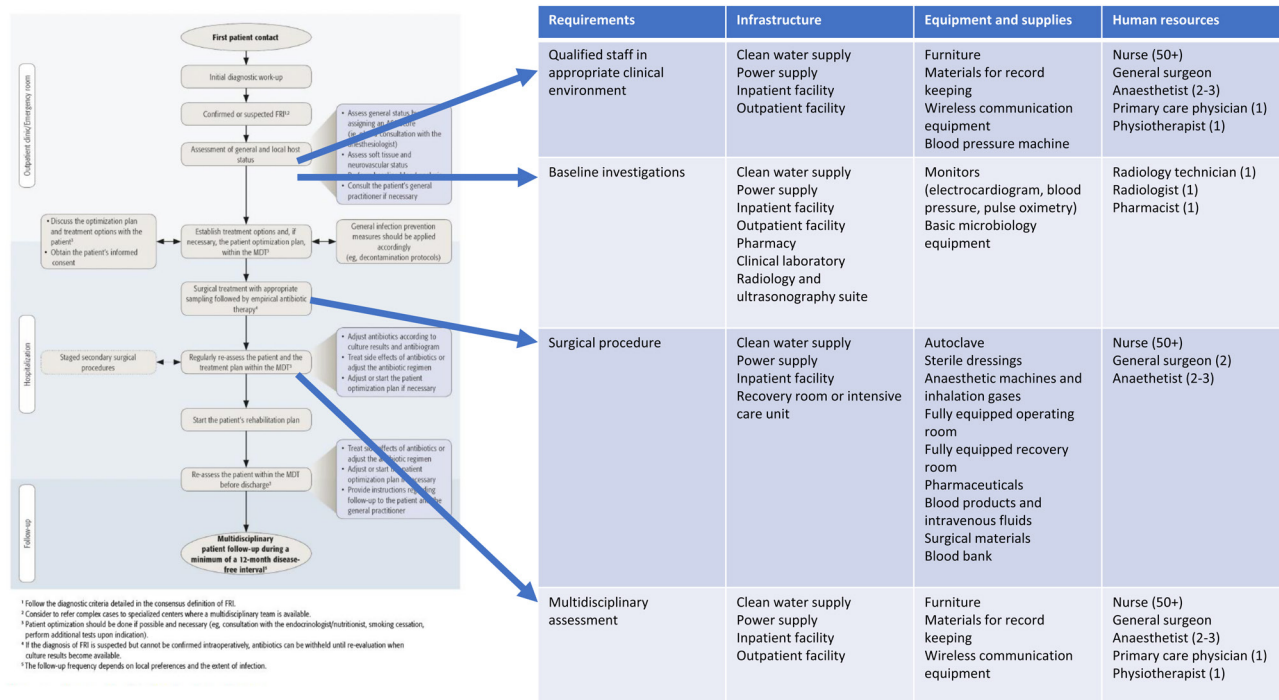 First patient contact
Initial diagnostic work-up
Confirmed or suspected FRI¹,²
Assessment of general and local host
status
• Assess general status by
assigning an
(ie, consultation with the
anesthesiologist)
• Assess soft tissue and
neurovascular status
• Consult the patient's general
practitioner if necessary
Outpatient clinic/Emergency room
• Discuss the optimization plan
and treatment options with the
patient³
• Obtain the patient's informed
consent
Establish treatment options and, if
necessary, the patient optimization plan,
within the MDT³
General infection prevention
measures should be applied
accordingly
(eg, decontamination protocols)
Surgical treatment with appropriate
sampling followed by empirical antibiotic
therapy⁴
Hospitalization
Staged secondary surgical
procedures
Regularly re-assess the patient and the
treatment plan within the MDT³
• Adjust antibiotics according to
culture results and antibiogram
• Treat side effects of antibiotics or
adjust the antibiotic regimen
• Adjust or start the patient
optimization plan if necessary
Start the patient's rehabilitation plan
Re-assess the patient within the MDT
before discharge³
• Treat side effects of antibiotics or
adjust the antibiotic regimen
• Adjust or start the patient
optimization plan if necessary
• Provide instructions regarding
follow-up to the patient and the
general practitioner
Follow-up
Multidisciplinary
patient follow-up during a
minimum of a 12-month disease-
free interval⁵
¹ Follow the diagnostic criteria detailed in the consensus definition of FRI.
² Consider to refer complex cases to specialized centers where a multidisciplinary team is available.
³ Patient optimization should be done if possible and necessary (eg, consultation with the endocrinologist/nutritionist, smoking cessation,
perform additional tests upon indication).
⁴ If the diagnosis of FRI is suspected but cannot be confirmed intraoperatively, antibiotics can be withheld until re-evaluation when
culture results become available.
⁵ The follow-up frequency depends on local preferences and the extent of infection.
Requirements
Infrastructure
Equipment and supplies
Human resources
Qualified staff in
appropriate clinical
environment
Clean water supply
Power supply
Inpatient facility
Outpatient facility
Furniture
Materials for record
keeping
Wireless communication
equipment
Blood pressure machine
Nurse (50+)
General surgeon
Anaesthetist (2-3)
Primary care physician (1)
Physiotherapist (1)
Baseline investigations
Clean water supply
Power supply
Inpatient facility
Outpatient facility
Pharmacy
Clinical laboratory
Radiology and
ultrasonography suite
Monitors
(electrocardiogram, blood
pressure, pulse oximetry)
Basic microbiology
equipment
Radiology technician (1)
Radiologist (1)
Pharmacist (1)
Surgical procedure
Clean water supply
Power supply
Inpatient facility
Recovery room or intensive
care unit
Autoclave
Sterile dressings
Anaesthetic machines and
inhalation gases
Fully equipped operating
room
Fully equipped recovery
room
Pharmaceuticals
Blood products and
intravenous fluids
Surgical materials
Blood bank
Nurse (50+)
General surgeon (2)
Anaethetist (2-3)
Multidisciplinary
assessment
Clean water supply
Power supply
Inpatient facility
Outpatient facility
Furniture
Materials for record
keeping
Wireless communication
equipment
Nurse (50+)
General surgeon
Anaesthetist (2-3)
Primary care physician (1)
Physiotherapist (1)